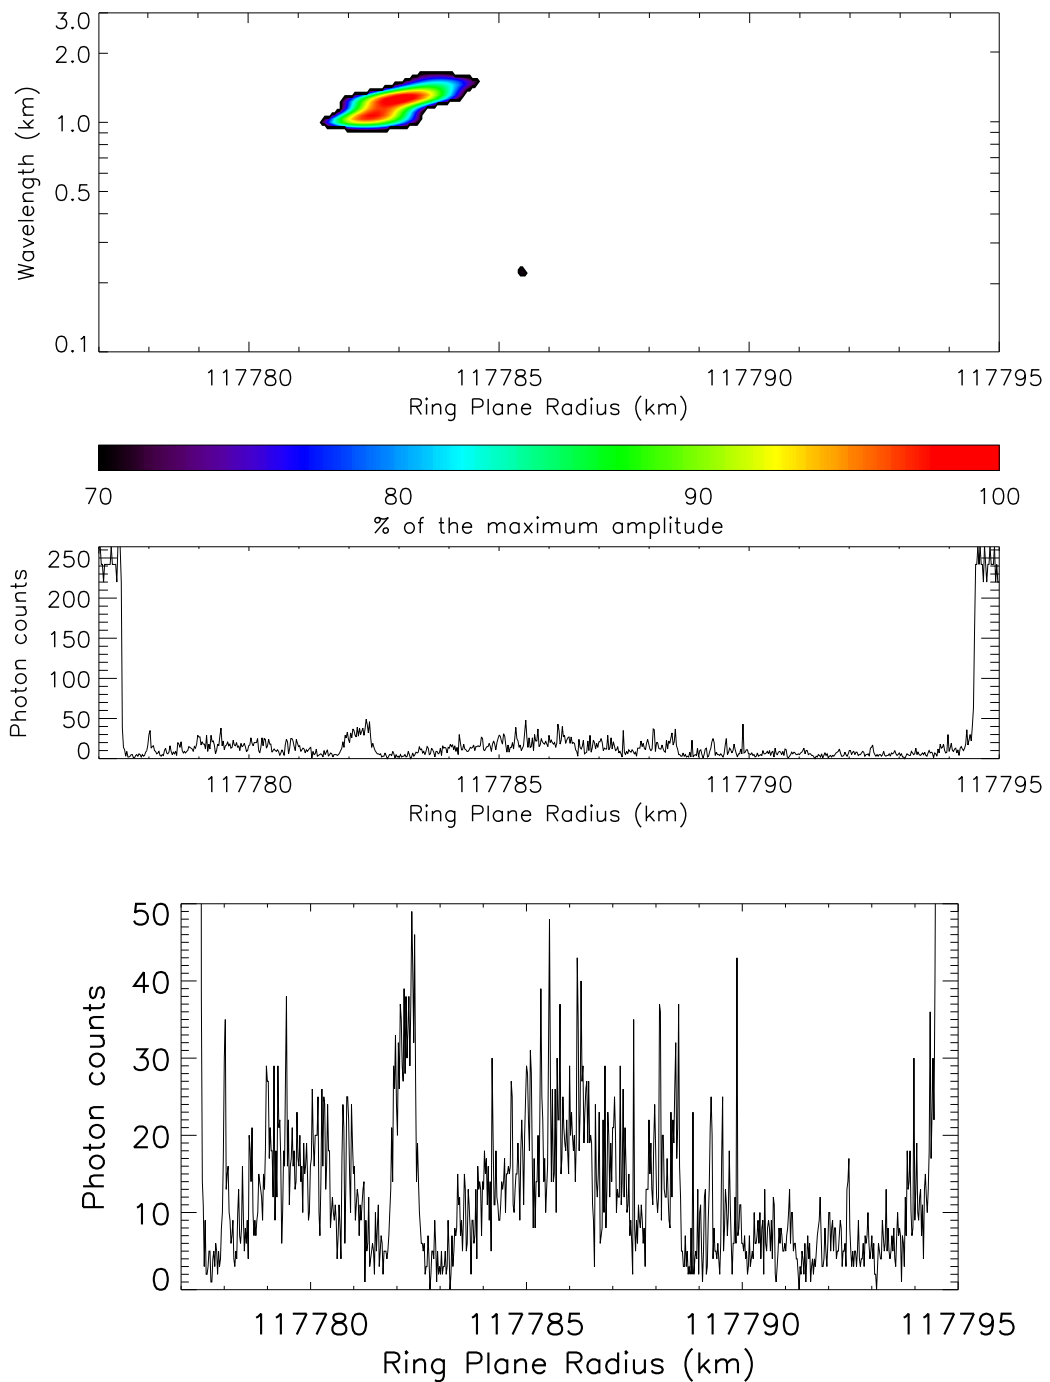 3.0
2.0
1.0
0.5
0.1
Wavelength (km)
117780 117785 117790 117795
Ring Plane Radius (km)
70 80 90 100
% of the maximum amplitude
250
200
150
100
50
0
Photon counts
117780 117785 117790 117795
Ring Plane Radius (km)
50
40
30
20
10
0
Photon counts
117780 117785 117790 117795
Ring Plane Radius (km)